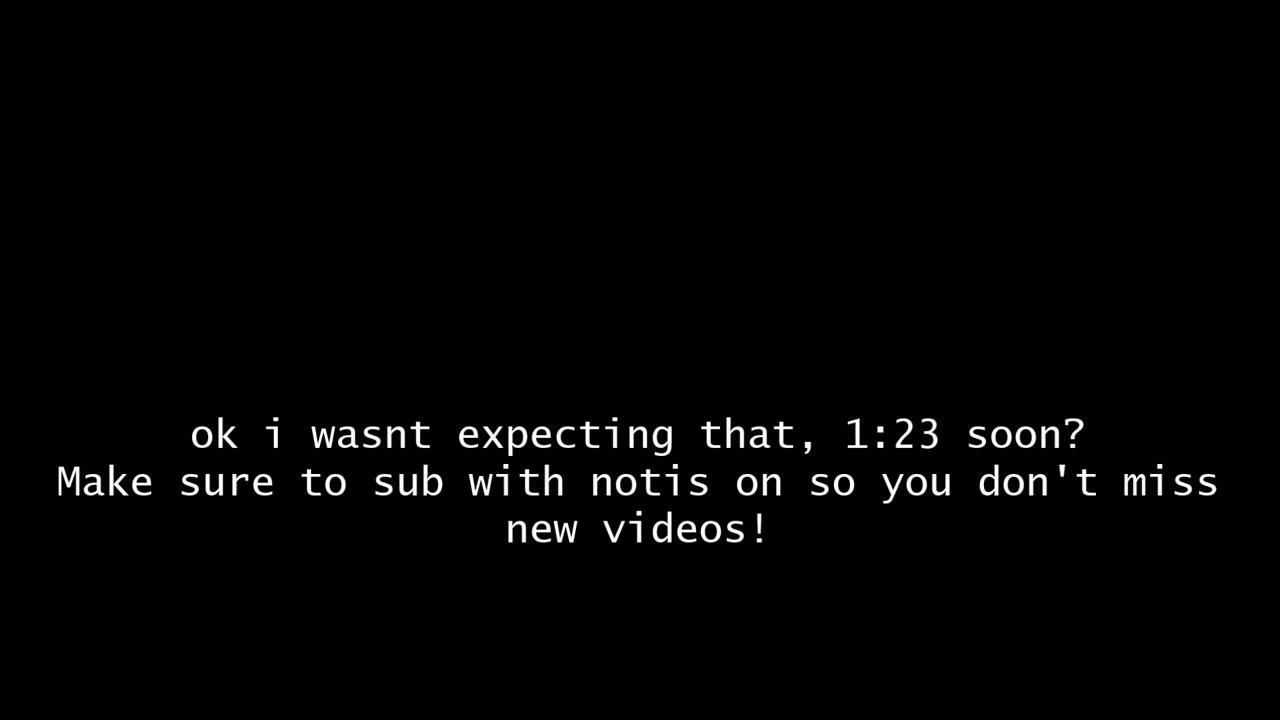 ok i wasnt expecting that, 1:23 soon?
Make sure to sub with notis on so you don't miss
new videos!